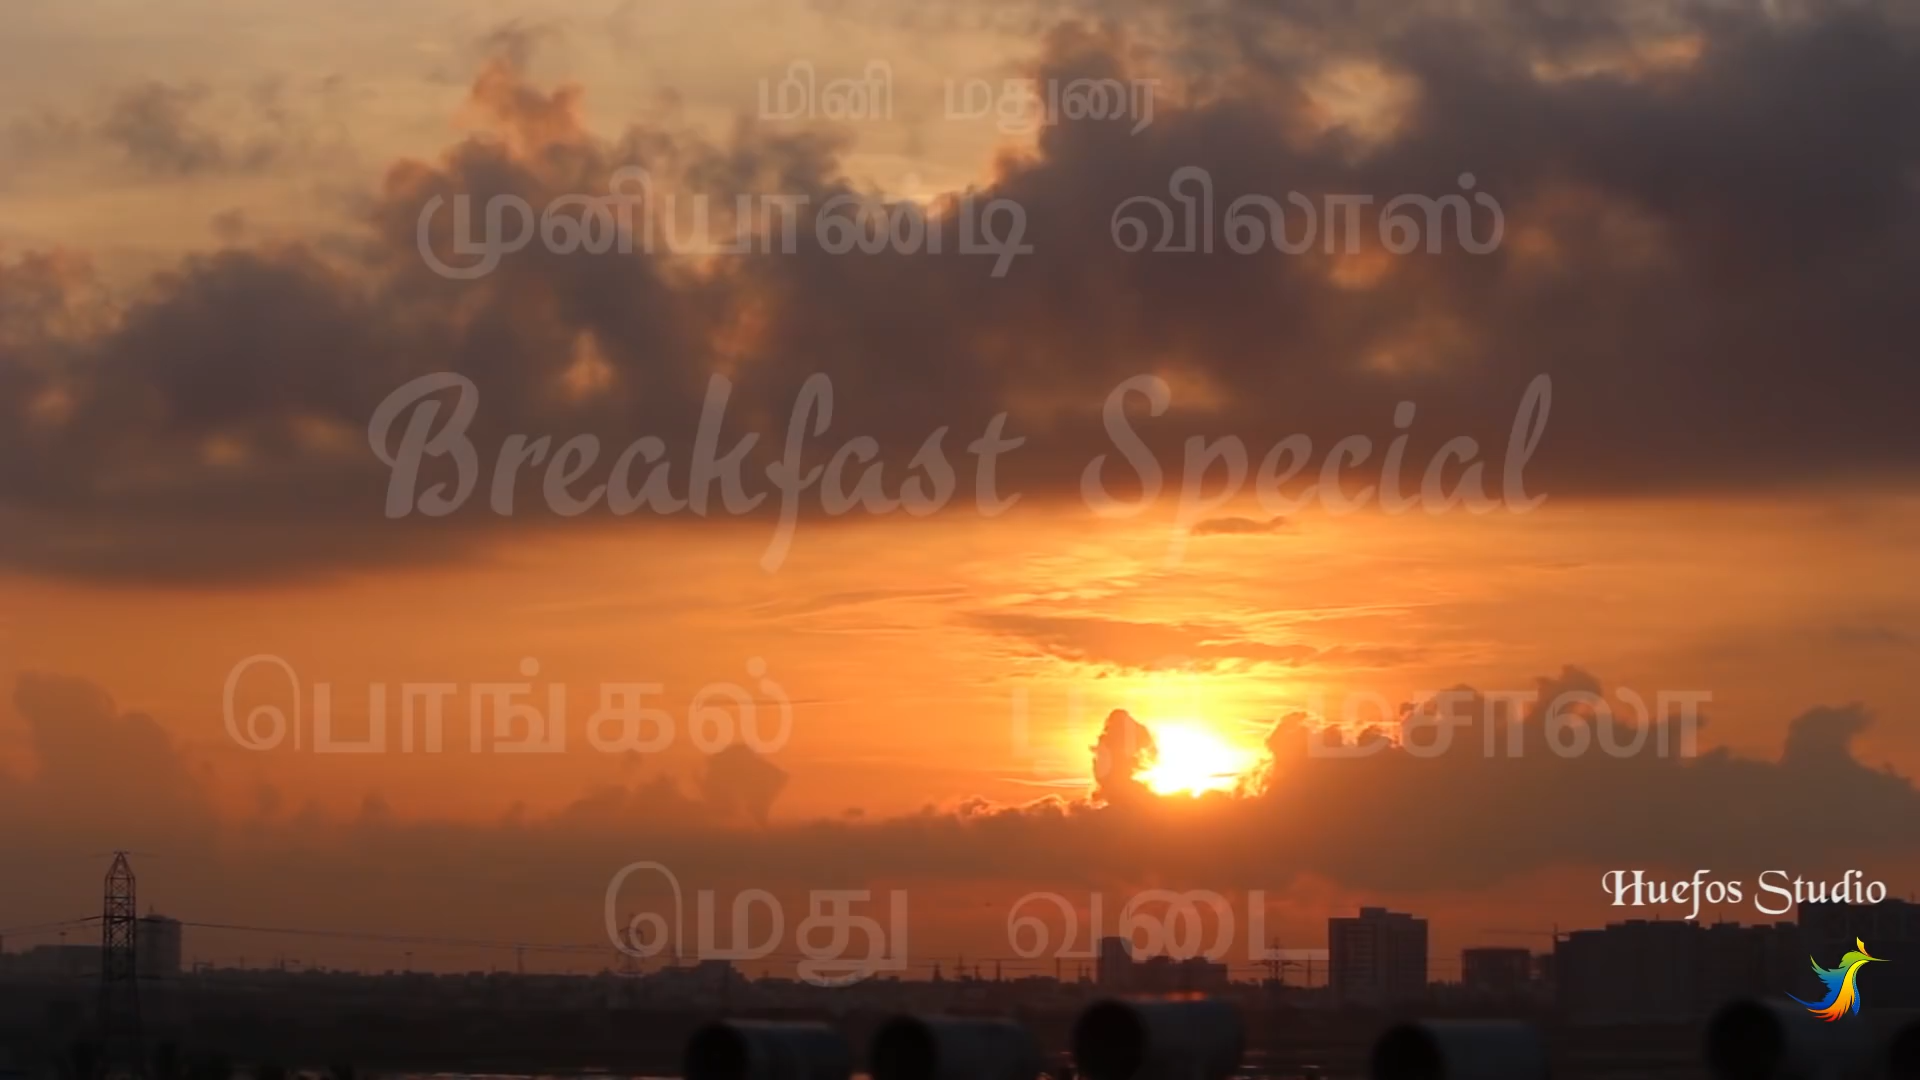 மினி மதுரை
முனியாண்டி விலாஸ்
Breakfast Special
பொங்கல் பூரி மசாலா
மெது வடை
Huefos Studio